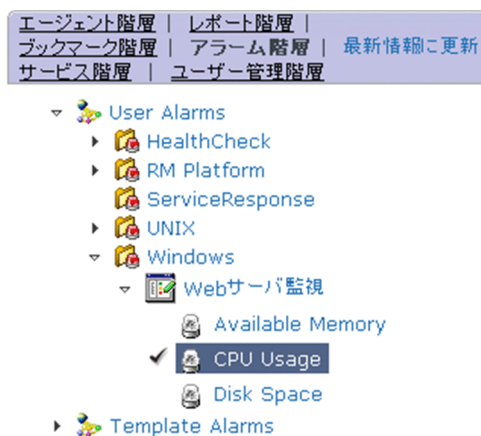 エージェント階層 | レポート階層 |
ブックマーク階層 | アラーム階層 | 最新情報に更新
サービス階層 | ユーザー管理階層
User Alarms
HealthCheck
RM Platform
ServiceResponse
UNIX
Windows
Webサーバ監視
Available Memory
CPU Usage
Disk Space
Template Alarms